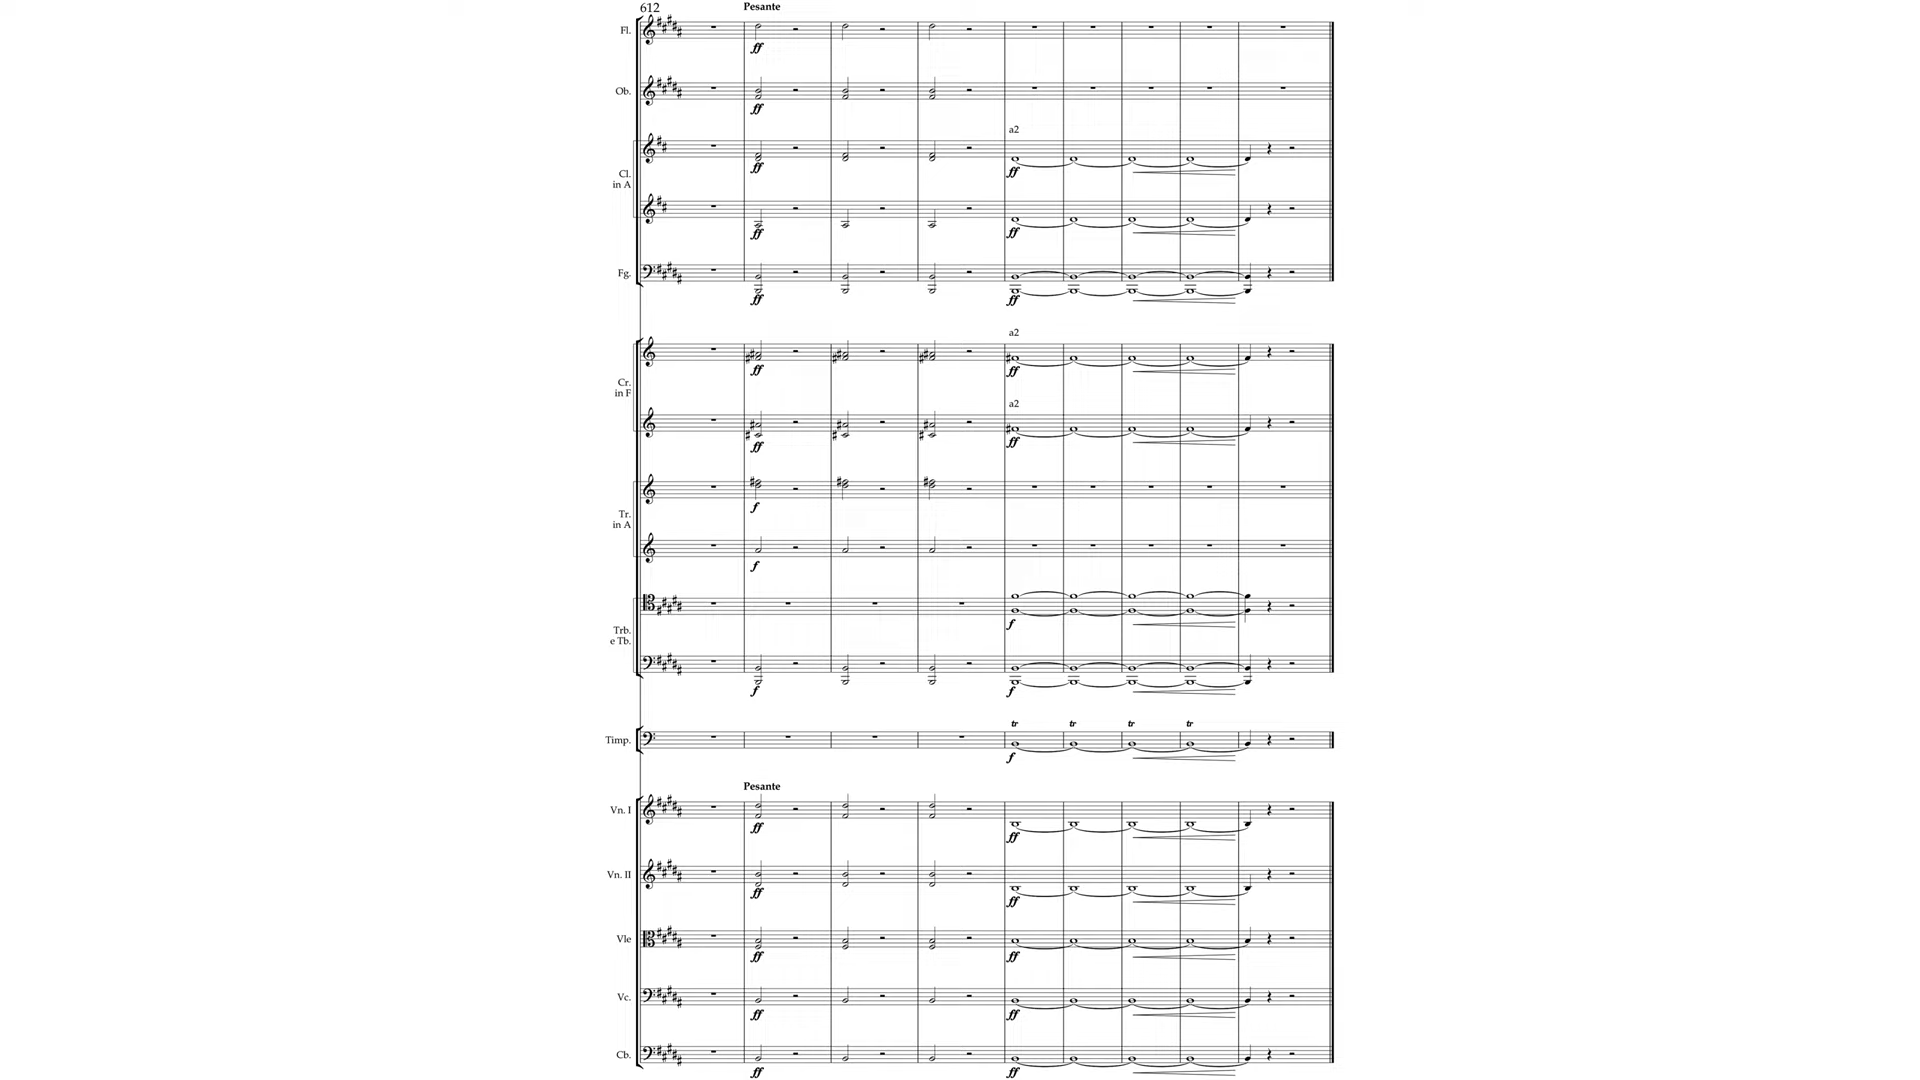 612
Pesante
Fl.
ff
Ob.
ff
a2
ff
ff
Cl.
in A
ff
ff
Fg.
ff
ff
a2
ff
ff
Cr.
in F
a2
ff
ff
f
Tr.
in A
f
f
Trb.
e Tb.
f
f
tr tr tr tr
Timp.
f
Pesante
Vn. I
ff
ff
Vn. II
ff
ff
Vle
ff
ff
Vc.
ff
ff
Cb.
ff
ff